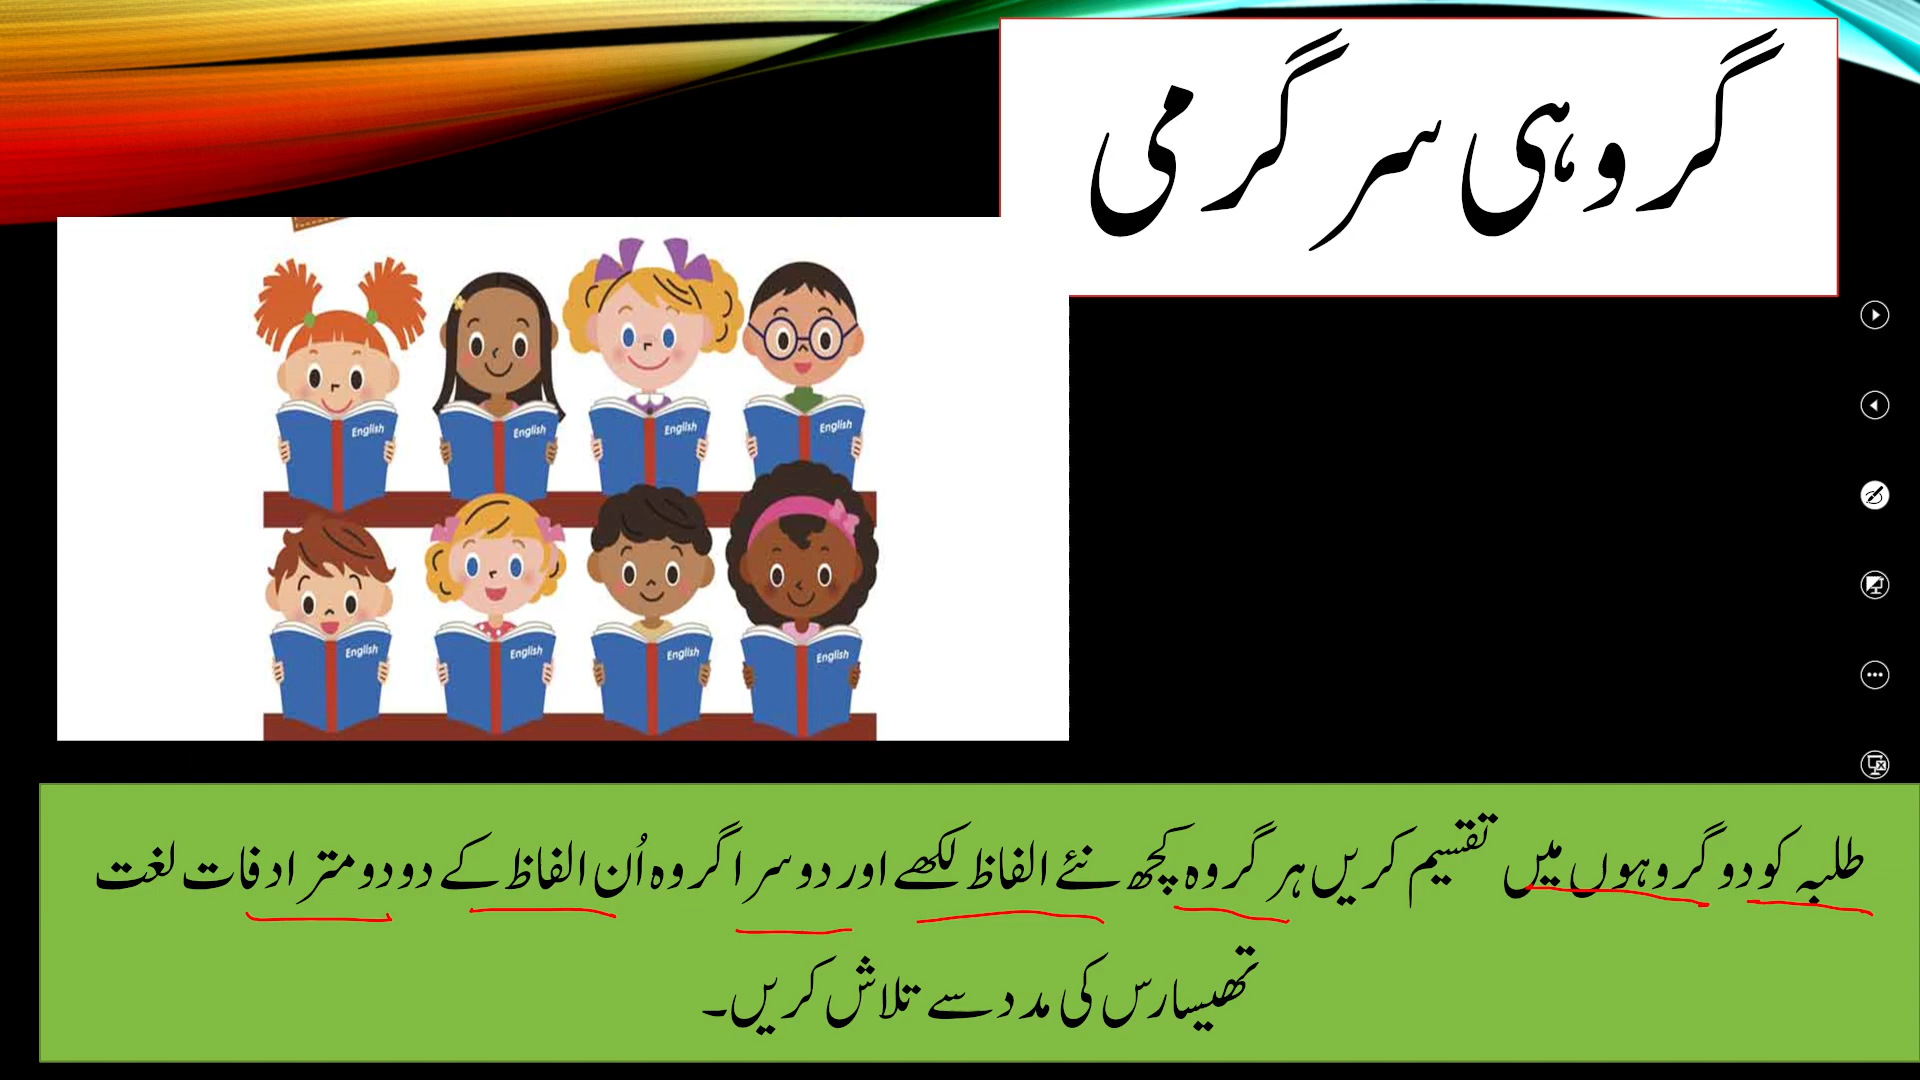 گروہی سرگرمی
English English English English
English English English English
طلبہ کو دو گروہوں میں تقسیم کریں ہر گروہ کچھ نئے الفاظ لکھے اور دوسرا گروہ اُن الفاظ کے دو دو مترادفات لغت
تھیسارس کی مدد سے تلاش کریں۔